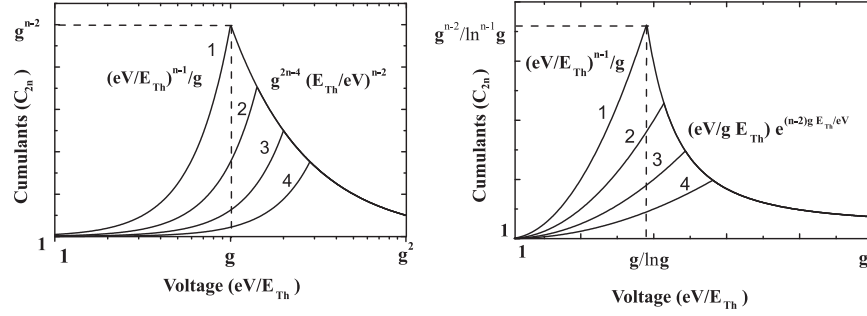 g^{n-2}
Cumulants (C_{2n})
1
(eV/E_{Th})^{n-1}/g
g^{2n-4} (E_{Th}/eV)^{n-2}
1
2
3
4
1
g
g^2
Voltage (eV/E_{Th})
g^{n-2}/ln^{n-1}g
Cumulants (C_{2n})
1
(eV/E_{Th})^{n-1}/g
(eV/g E_{Th}) e^{(n-2)g E_{Th}/eV}
1
2
3
4
1
g/lng
g
Voltage (eV/E_{Th})